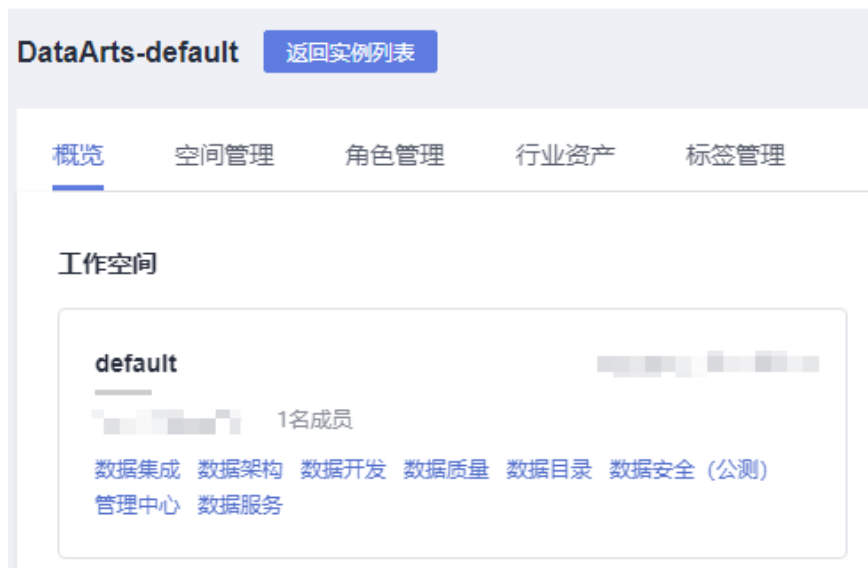 DataArts-default 返回实例列表
概览 空间管理 角色管理 行业资产 标签管理
工作空间
default
1名成员
数据集成 数据架构 数据开发 数据质量 数据目录 数据安全（公测）
管理中心 数据服务